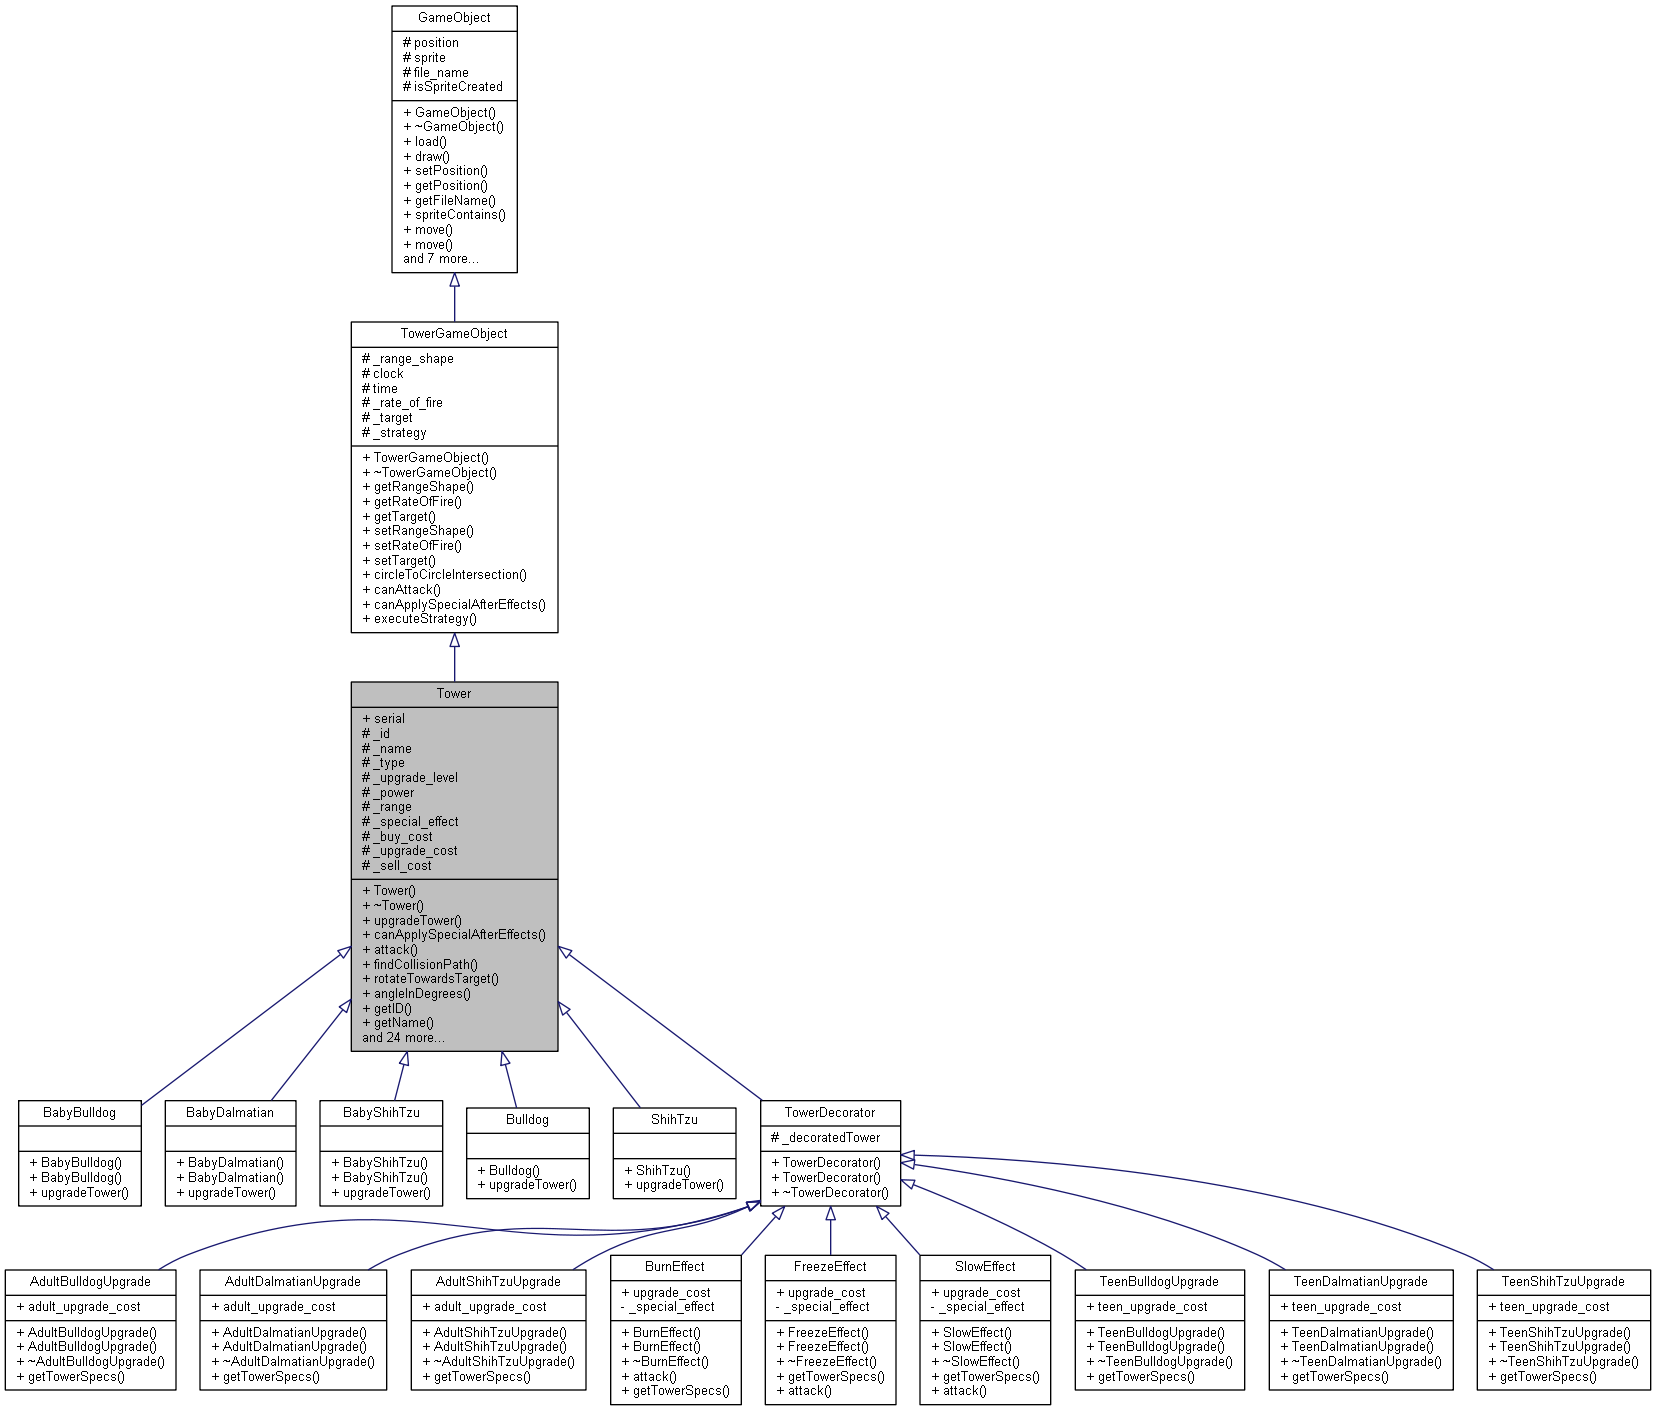 GameObject
# position
# sprite
# file_name
# isSpriteCreated
+ GameObject()
+ ~GameObject()
+ load()
+ draw()
+ setPosition()
+ getPosition()
+ getFileName()
+ spriteContains()
+ move()
+ move()
and 7 more...
TowerGameObject
# _range_shape
# clock
# time
# _rate_of_fire
# _target
# _strategy
+ TowerGameObject()
+ ~TowerGameObject()
+ getRangeShape()
+ getRateOfFire()
+ getTarget()
+ setRangeShape()
+ setRateOfFire()
+ setTarget()
+ circleToCircleIntersection()
+ canAttack()
+ canApplySpecialAfterEffects()
+ executeStrategy()
Tower
+ serial
# _id
# _name
# _type
# _upgrade_level
# _power
# _range
# _special_effect
# _buy_cost
# _upgrade_cost
# _sell_cost
+ Tower()
+ ~Tower()
+ upgradeTower()
+ canApplySpecialAfterEffects()
+ attack()
+ findCollisionPath()
+ rotateTowardsTarget()
+ angleInDegrees()
+ getID()
+ getName()
and 24 more...
BabyBulldog
+ BabyBulldog()
+ BabyBulldog()
+ upgradeTower()
BabyDalmatian
+ BabyDalmatian()
+ BabyDalmatian()
+ upgradeTower()
BabyShihTzu
+ BabyShihTzu()
+ BabyShihTzu()
+ upgradeTower()
Bulldog
+ Bulldog()
+ upgradeTower()
ShihTzu
+ ShihTzu()
+ upgradeTower()
TowerDecorator
# _decoratedTower
+ TowerDecorator()
+ TowerDecorator()
+ ~TowerDecorator()
AdultBulldogUpgrade
+ adult_upgrade_cost
+ AdultBulldogUpgrade()
+ AdultBulldogUpgrade()
+ ~AdultBulldogUpgrade()
+ getTowerSpecs()
AdultDalmatianUpgrade
+ adult_upgrade_cost
+ AdultDalmatianUpgrade()
+ AdultDalmatianUpgrade()
+ ~AdultDalmatianUpgrade()
+ getTowerSpecs()
AdultShihTzuUpgrade
+ adult_upgrade_cost
+ AdultShihTzuUpgrade()
+ AdultShihTzuUpgrade()
+ ~AdultShihTzuUpgrade()
+ getTowerSpecs()
BurnEffect
+ upgrade_cost
- _special_effect
+ BurnEffect()
+ BurnEffect()
+ ~BurnEffect()
+ attack()
+ getTowerSpecs()
FreezeEffect
+ upgrade_cost
- _special_effect
+ FreezeEffect()
+ FreezeEffect()
+ ~FreezeEffect()
+ getTowerSpecs()
+ attack()
SlowEffect
+ upgrade_cost
- _special_effect
+ SlowEffect()
+ SlowEffect()
+ ~SlowEffect()
+ getTowerSpecs()
+ attack()
TeenBulldogUpgrade
+ teen_upgrade_cost
+ TeenBulldogUpgrade()
+ TeenBulldogUpgrade()
+ ~TeenBulldogUpgrade()
+ getTowerSpecs()
TeenDalmatianUpgrade
+ teen_upgrade_cost
+ TeenDalmatianUpgrade()
+ TeenDalmatianUpgrade()
+ ~TeenDalmatianUpgrade()
+ getTowerSpecs()
TeenShihTzuUpgrade
+ teen_upgrade_cost
+ TeenShihTzuUpgrade()
+ TeenShihTzuUpgrade()
+ ~TeenShihTzuUpgrade()
+ getTowerSpecs()